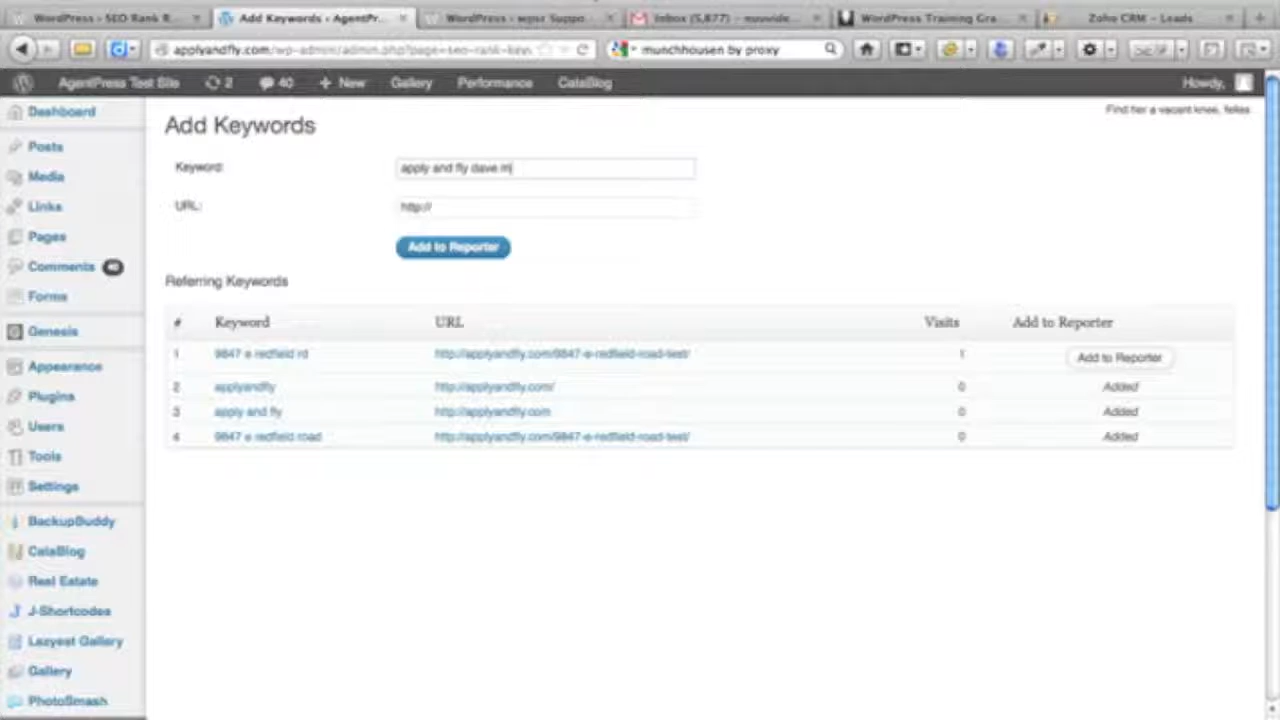 WordPress › SEO Rank R...
Add Keywords ‹ AgentPr...
WordPress › wpsc Suppo...
Inbox (5,877) –
WordPress Training Gra...
Zoho CRM - Leads
applyandfly.com/wp-admin/admin.php?page=seo-rank-key
munchhousen by proxy
AgentPress Test Site
2
40
+ New
Gallery
Performance
CataBlog
Howdy,
Dashboard
Posts
Media
Links
Pages
Comments 40
Forms
Genesis
Appearance
Plugins
Users
Tools
Settings
BackupBuddy
CataBlog
Real Estate
J-Shortcodes
Lazyest Gallery
Gallery
PhotoSmash
Find her a vacant knee, fellas
Add Keywords
Keyword: apply and fly dave m
URL: http://
Add to Reporter
Referring Keywords
# Keyword URL Visits Add to Reporter
1 9847 e redfield rd http://applyandfly.com/9847-e-redfield-road-test/ 1 Add to Reporter
2 applyandfly http://applyandfly.com/ 0 Added
3 apply and fly http://applyandfly.com 0 Added
4 9847 e redfield road http://applyandfly.com/9847-e-redfield-road-test/ 0 Added